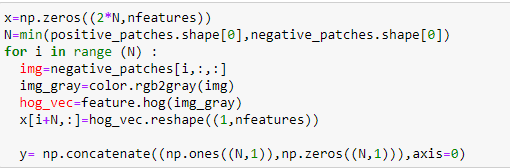 x=np.zeros((2*N,nfeatures))
N=min(positive_patches.shape[0],negative_patches.shape[0])
for i in range (N) :
  img=negative_patches[i,:,:]
  img_gray=color.rgb2gray(img)
  hog_vec=feature.hog(img_gray)
  x[i+N,:]=hog_vec.reshape((1,nfeatures))
  y= np.concatenate((np.ones((N,1)),np.zeros((N,1))),axis=0)